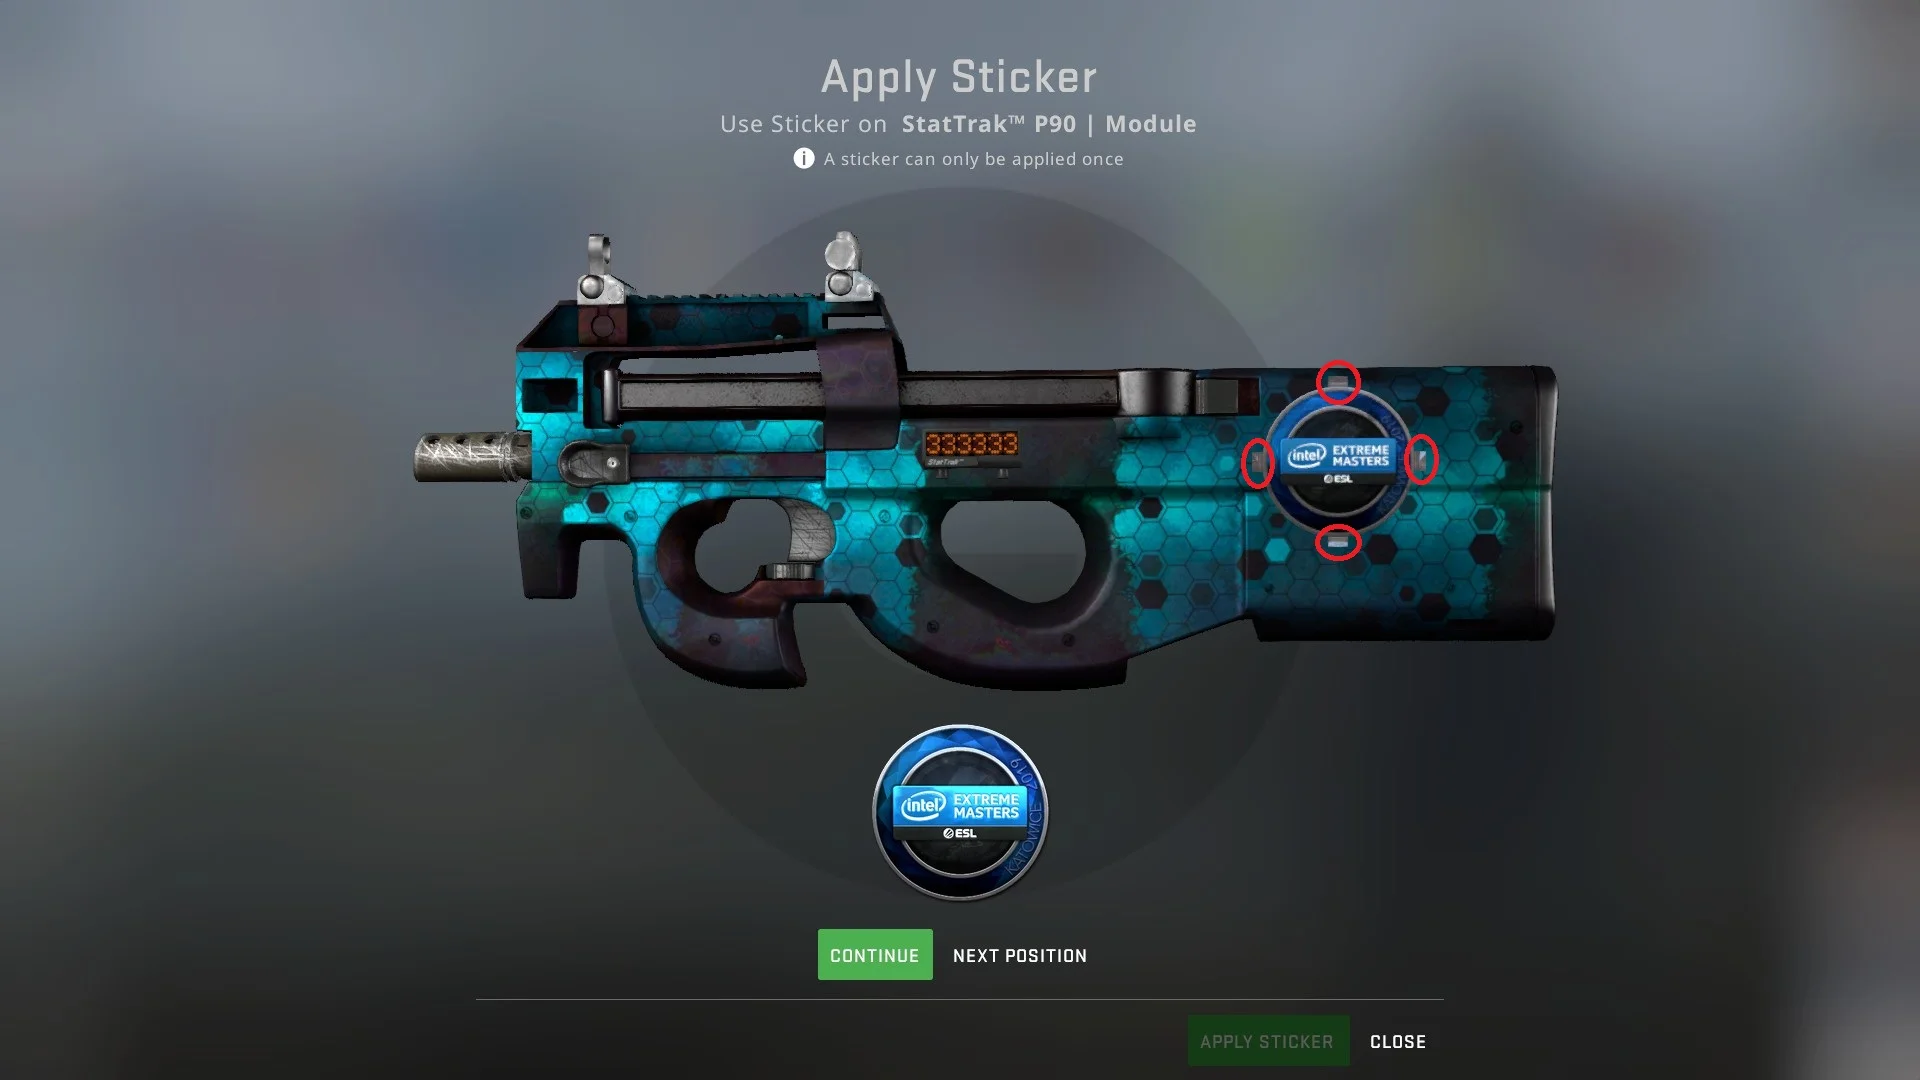 Apply Sticker
Use Sticker on StatTrak™ P90 | Module
A sticker can only be applied once
333333
StatTrak™
intel EXTREME
MASTERS
ESL
2019
KATOWICE
intel EXTREME
MASTERS
ESL
CONTINUE NEXT POSITION
APPLY STICKER CLOSE